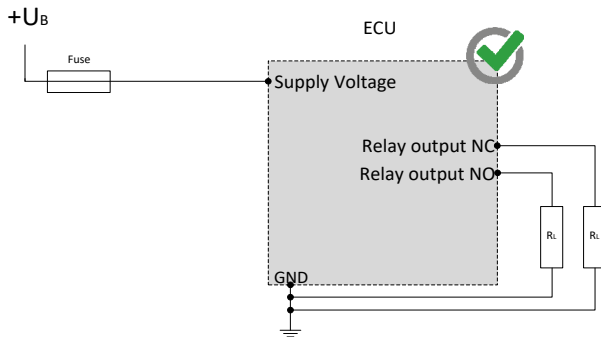 +UB
ECU
Fuse
Supply Voltage
Relay output NC
Relay output NO
RL
RL
GND